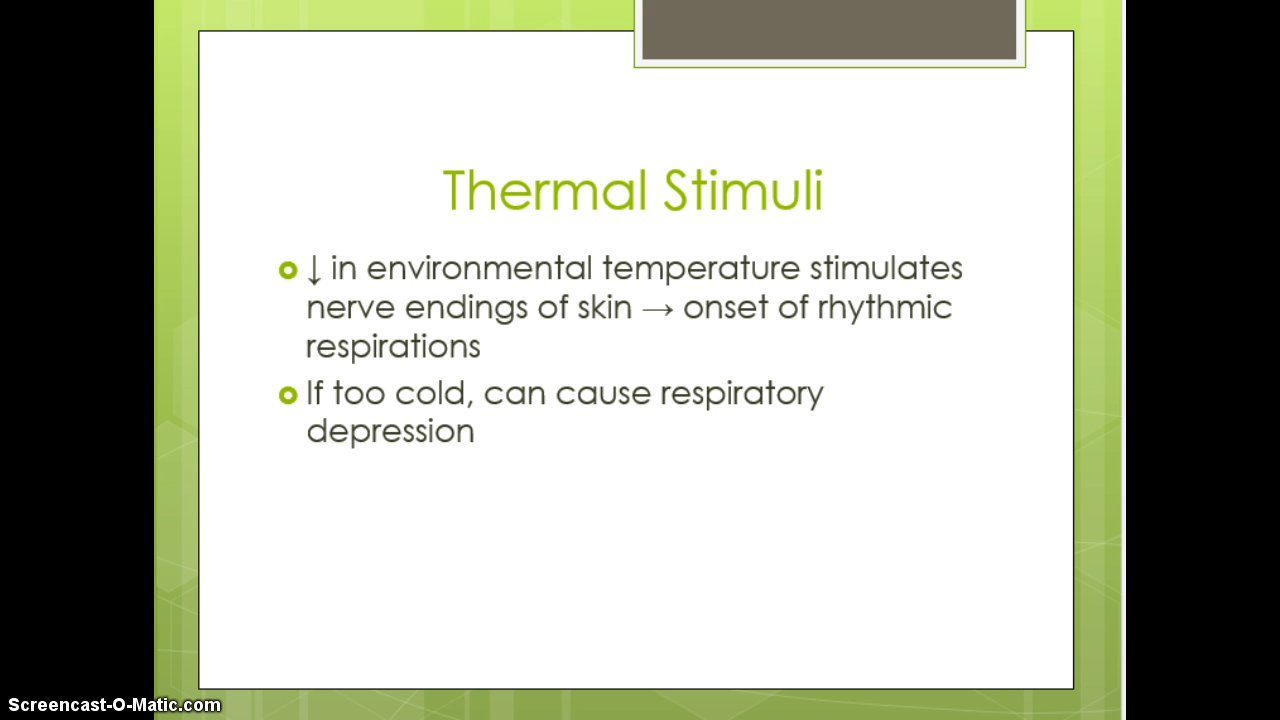 Thermal Stimuli
↓ in environmental temperature stimulates
nerve endings of skin → onset of rhythmic
respirations
If too cold, can cause respiratory
depression
Screencast-O-Matic.com